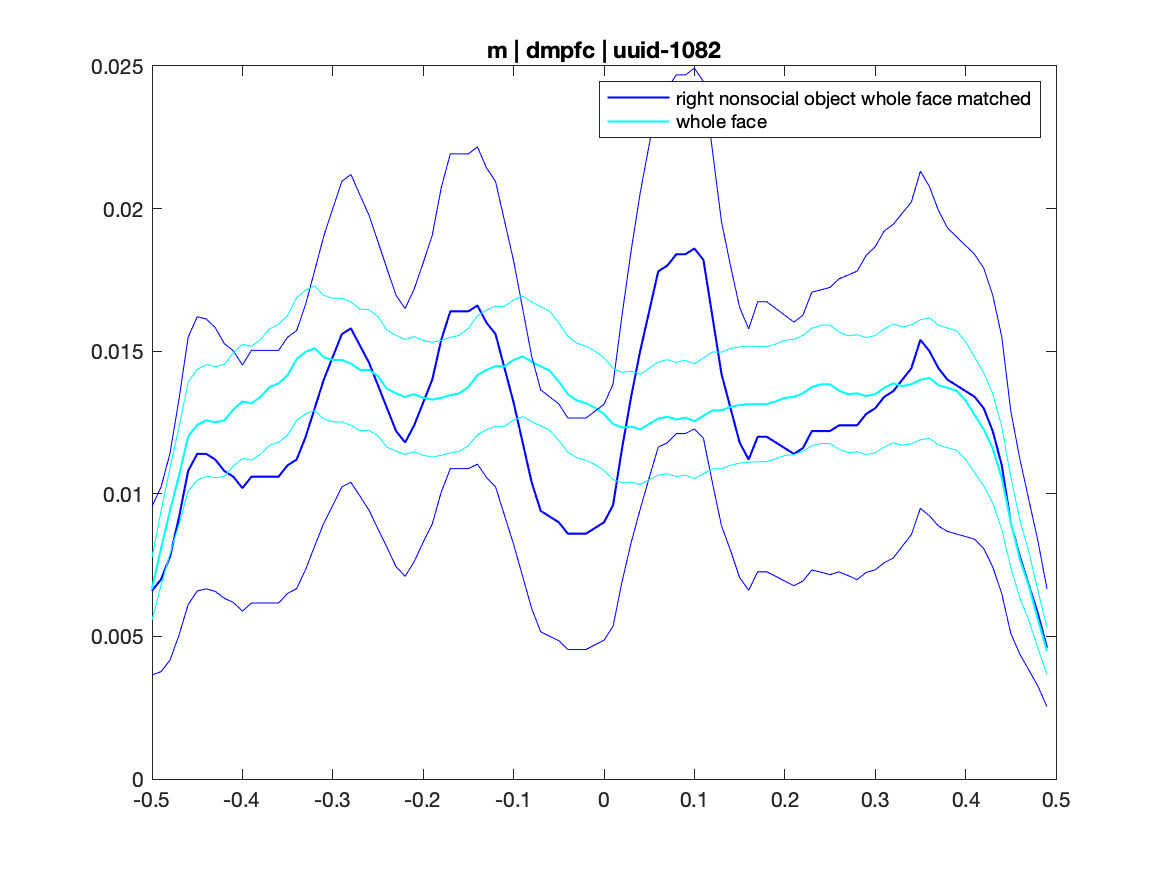 m | dmpfc | uuid-1082
right nonsocial object whole face matched
whole face
0.025
0.02
0.015
0.01
0.005
0
-0.5 -0.4 -0.3 -0.2 -0.1 0 0.1 0.2 0.3 0.4 0.5